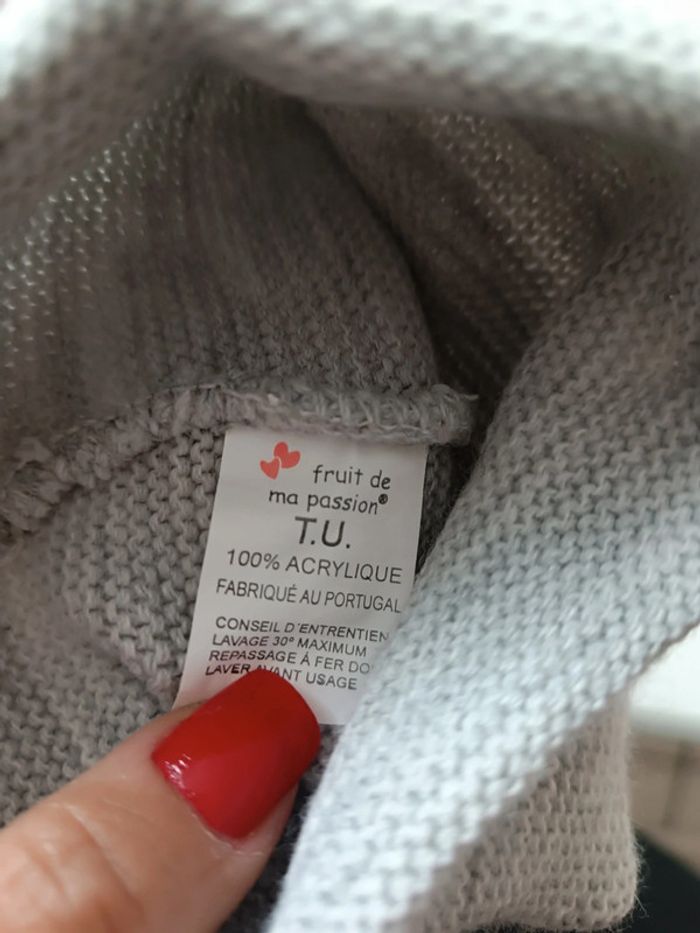 fruit de
ma passion®
T.U.
100% ACRYLIQUE
FABRIQUÉ AU PORTUGAL
CONSEIL D'ENTRETIEN
LAVAGE 30° MAXIMUM
REPASSAGE À FER
LAVER AVANT USAGE